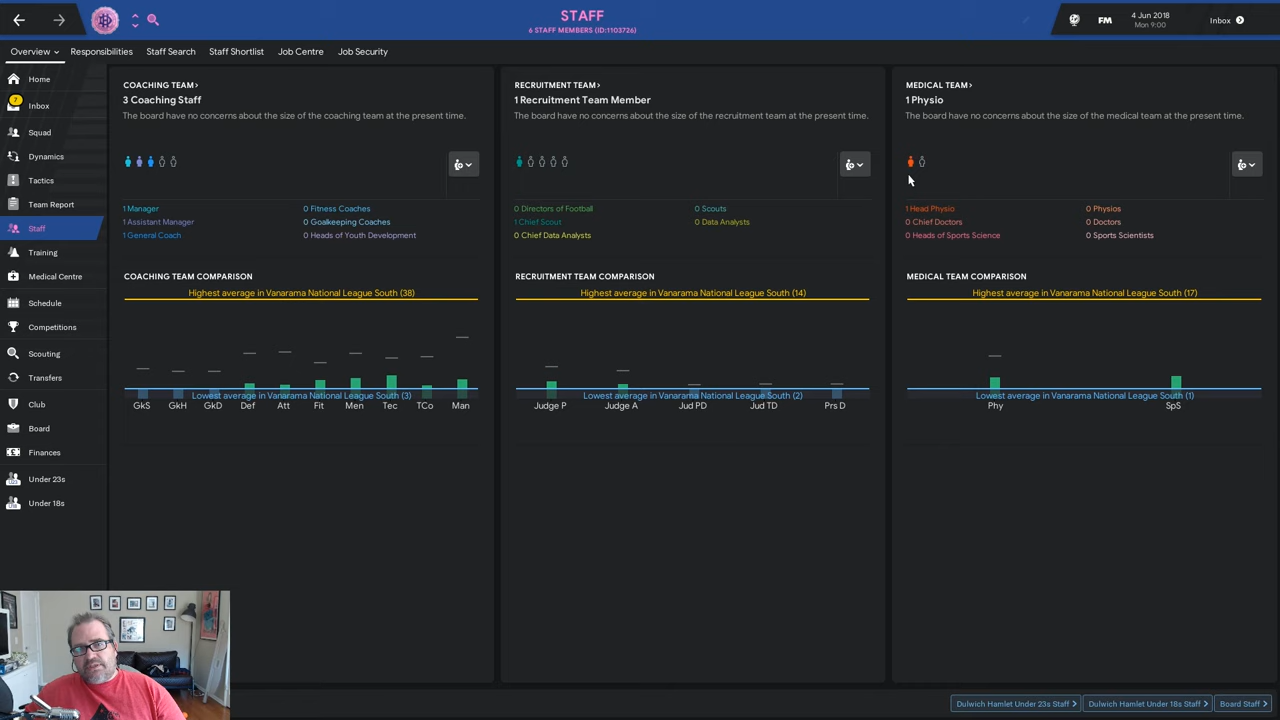 STAFF
6 STAFF MEMBERS (ID:1103726)
FM
4 Jun 2018
Mon 9:00
Inbox
Overview
Responsibilities
Staff Search
Staff Shortlist
Job Centre
Job Security
Home
7
Inbox
Squad
Dynamics
Tactics
Team Report
Staff
Training
Medical Centre
Schedule
Competitions
Scouting
Transfers
Club
Board
Finances
Under 23s
Under 18s
COACHING TEAM>
3 Coaching Staff
The board have no concerns about the size of the coaching team at the present time.
1 Manager
0 Fitness Coaches
1 Assistant Manager
0 Goalkeeping Coaches
1 General Coach
0 Heads of Youth Development
COACHING TEAM COMPARISON
Highest average in Vanarama National League South (38)
Lowest average in Vanarama National League South (3)
GkS GkH GkD Def Att Fit Men Tec TCo Man
RECRUITMENT TEAM>
1 Recruitment Team Member
The board have no concerns about the size of the recruitment team at the present time.
0 Directors of Football
0 Scouts
1 Chief Scout
0 Data Analysts
0 Chief Data Analysts
RECRUITMENT TEAM COMPARISON
Highest average in Vanarama National League South (14)
Lowest average in Vanarama National League South (2)
Judge P Judge A Jud PD Jud TD Prs D
MEDICAL TEAM>
1 Physio
The board have no concerns about the size of the medical team at the present time.
1 Head Physio
0 Physios
0 Chief Doctors
0 Doctors
0 Heads of Sports Science
0 Sports Scientists
MEDICAL TEAM COMPARISON
Highest average in Vanarama National League South (17)
Lowest average in Vanarama National League South (1)
Phy SpS
Dulwich Hamlet Under 23s Staff >
Dulwich Hamlet Under 18s Staff >
Board Staff >